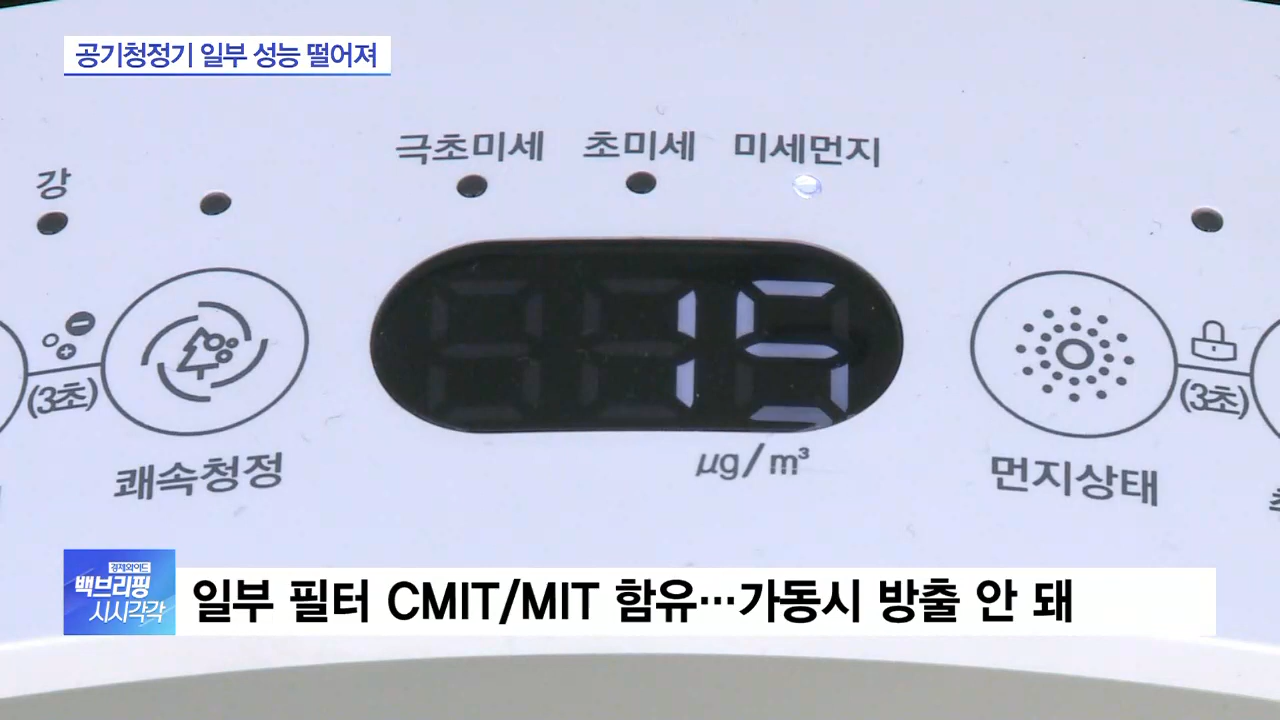 공기청정기 일부 성능 떨어져
극초미세 초미세 미세먼지
강
15
(3초) (3초)
μg/m³
쾌속청정 먼지상태
경제와이드
백브리핑
시시각각
일부 필터 CMIT/MIT 함유…가동시 방출 안 돼